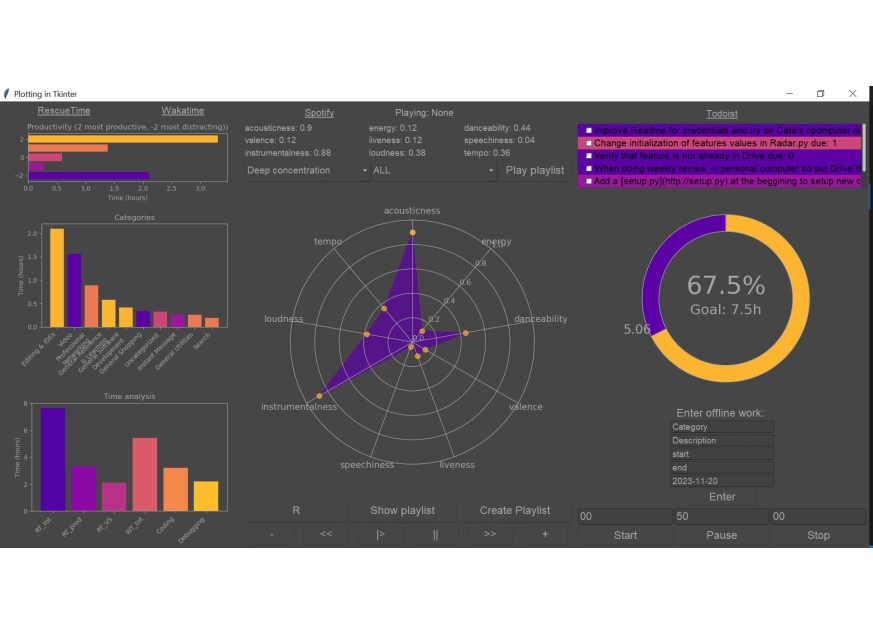 Plotting in Tkinter
RescueTime
Wakatime
Productivity (2 most productive, -2 most distracting))
2
0
−2
0.0 0.5 1.0 1.5 2.0 2.5 3.0
Time (hours)
Categories
2.0
1.5
1.0
0.5
0.0
Time (hours)
Editing & IDEs
Video
Professional
General
Development
General Shopping
Uncategorized
Instant Message
General Utilities
Search
Time analysis
8
6
4
2
0
Time (hours)
RT_tot
RT_prod
RT_VS
WT_tot
Coding
Debugging
Spotify
Playing: None
acousticness: 0.9 energy: 0.12 danceability: 0.44
valence: 0.12 liveness: 0.12 speechiness: 0.04
instrumentalness: 0.88 loudness: 0.38 tempo: 0.36
Deep concentration ALL Play playlist
acousticness
tempo
energy
1.0
0.8
0.6
0.4
0.2
0.0
loudness
danceability
instrumentalness
valence
speechiness
liveness
R Show playlist Create Playlist
- << |> || >> +
Todoist
Improve Readme for credentials and try on Cate's cpomputer du
Change initialization of features values in Radar.py due: 1
Verify that feature is not already in Drive due: 0
When doing weekly review -> personal computer so put Drive
Add a [setup.py](http://setup.py) at the beggining to setup new c
67.5%
Goal: 7.5h
5.06
Enter offline work:
Category
Description
start
end
2023-11-20
Enter
00 50 00
Start Pause Stop